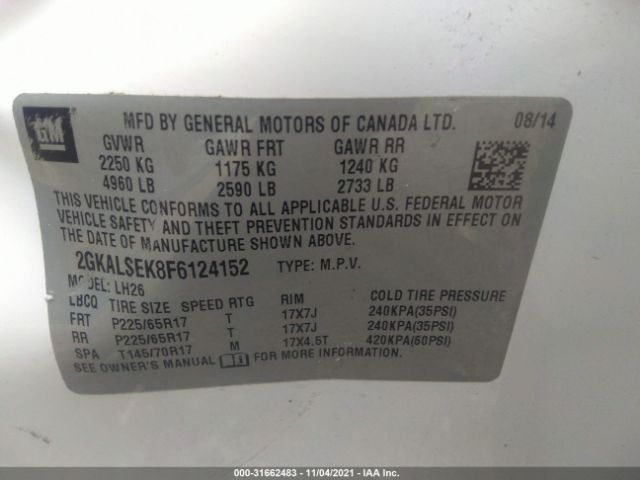 GM
MFD BY GENERAL MOTORS OF CANADA LTD. 08/14
GVWR GAWR FRT GAWR RR
2250 KG 1175 KG 1240 KG
4960 LB 2590 LB 2733 LB
THIS VEHICLE CONFORMS TO ALL APPLICABLE U.S. FEDERAL MOTOR
VEHICLE SAFETY AND THEFT PREVENTION STANDARDS IN EFFECT ON
THE DATE OF MANUFACTURE SHOWN ABOVE.
2GKALSEK8F6124152 TYPE: M.P.V.
MODEL: LH26
LBCQ TIRE SIZE SPEED RTG RIM COLD TIRE PRESSURE
FRT P225/65R17 T 17X7J 240KPA(35PSI)
RR P225/65R17 T 17X7J 240KPA(35PSI)
SPA T145/70R17 M 17X4.5T 420KPA(60PSI)
SEE OWNER'S MANUAL FOR MORE INFORMATION.
000-31662483 - 11/04/2021 - IAA Inc.